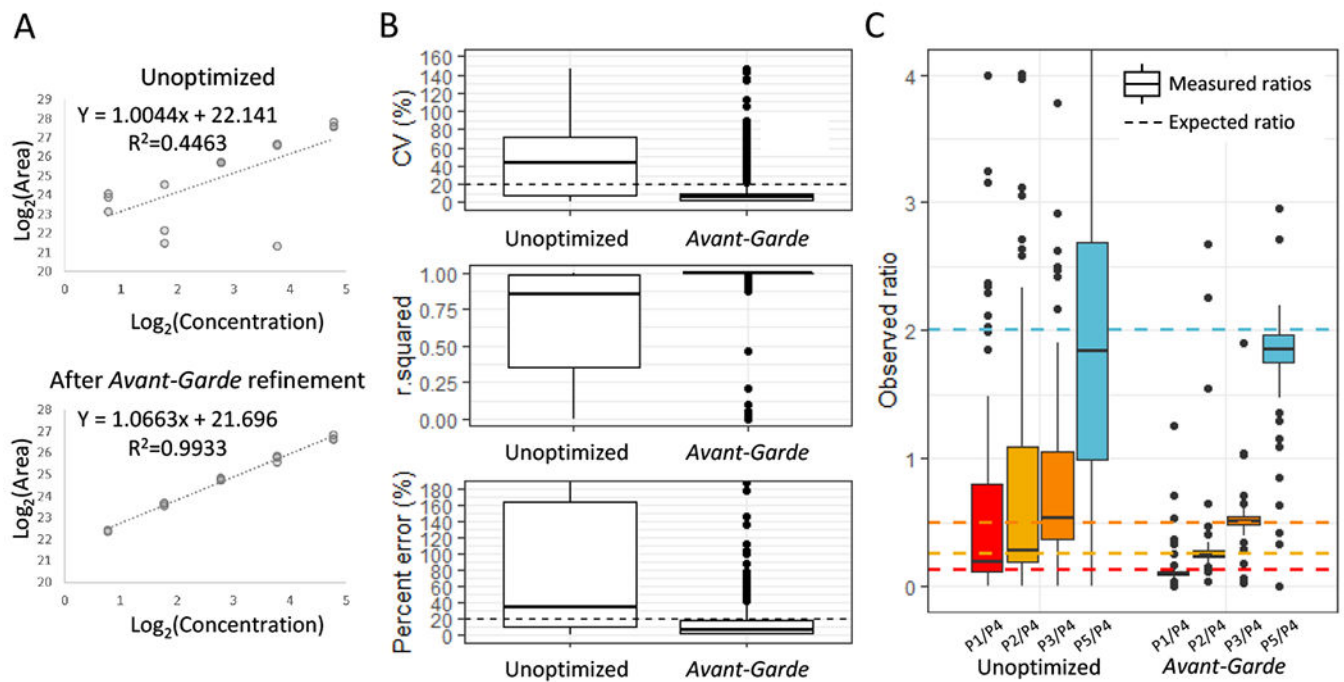 A
Unoptimized
Y = 1.0044x + 22.141
R²=0.4463
Log₂(Area)
29
28
27
26
25
24
23
22
21
20
0 1 2 3 4 5
Log₂(Concentration)
After Avant-Garde refinement
Y = 1.0663x + 21.696
R²=0.9933
Log₂(Area)
28
27
26
25
24
23
22
21
20
0 1 2 3 4 5
Log₂(Concentration)
B
CV (%)
160
140
120
100
80
60
40
20
0
Unoptimized Avant-Garde
r.squared
1.00
0.75
0.50
0.25
0.00
Unoptimized Avant-Garde
Percent error (%)
180
160
140
120
100
80
60
40
20
0
Unoptimized Avant-Garde
C
Measured ratios
Expected ratio
Observed ratio
4
3
2
1
0
P1/P4 P2/P4 P3/P4 P5/P4 P1/P4 P2/P4 P3/P4 P5/P4
Unoptimized Avant-Garde